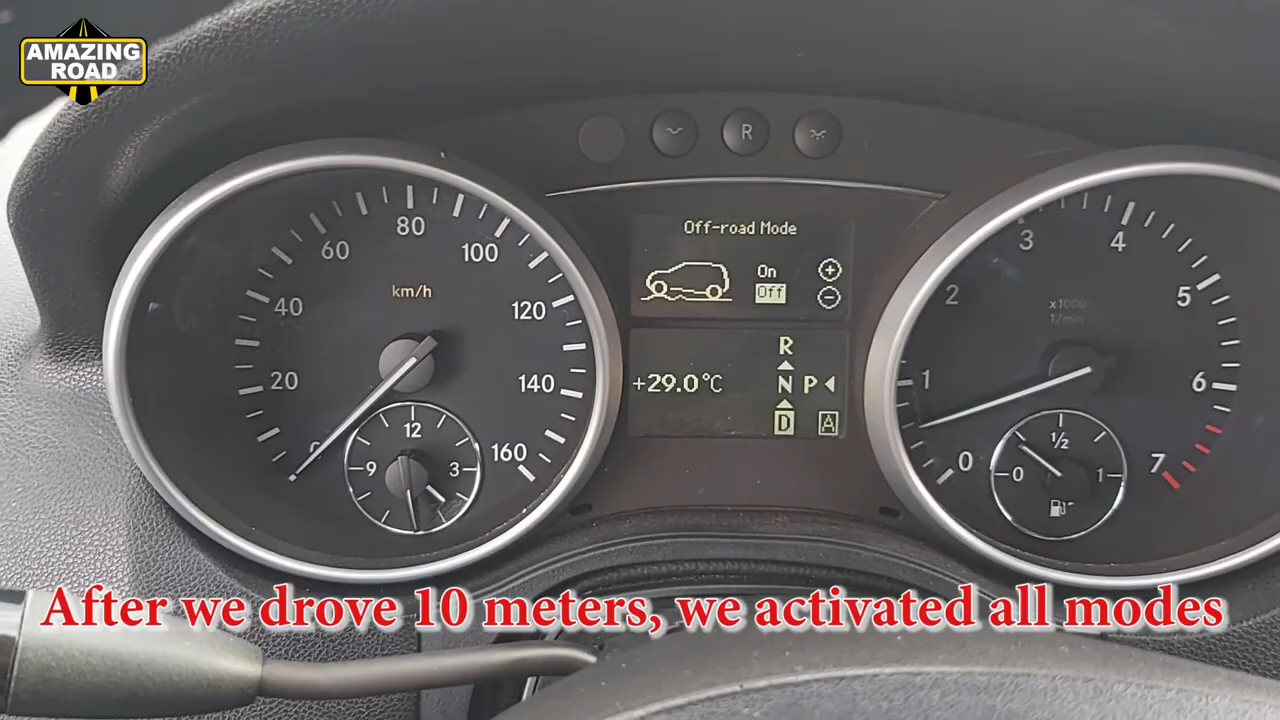 AMAZING
ROAD
R
80
60
100
km/h
40
120
20
140
0
160
12
9
3
Off-road Mode
On
Off
+
−
R
+29.0°C
N P
D
A
3
4
2
5
x1000
1/min
1
6
0
7
1/2
0
1
After we drove 10 meters, we activated all modes